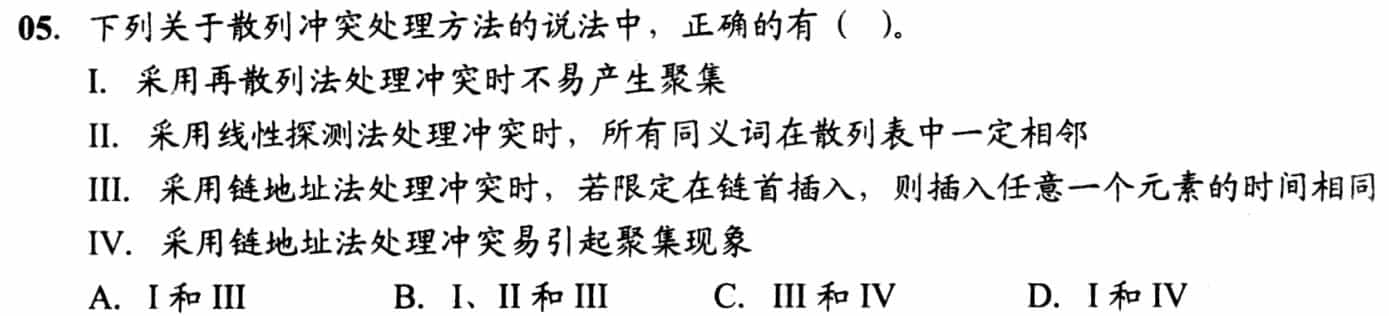 05. 下列关于散列冲突处理方法的说法中，正确的有（ ）。
I. 采用再散列法处理冲突时不易产生聚集
II. 采用线性探测法处理冲突时，所有同义词在散列表中一定相邻
III. 采用链地址法处理冲突时，若限定在链首插入，则插入任意一个元素的时间相同
IV. 采用链地址法处理冲突易引起聚集现象
A. I 和 III B. I、II 和 III C. III 和 IV D. I 和 IV